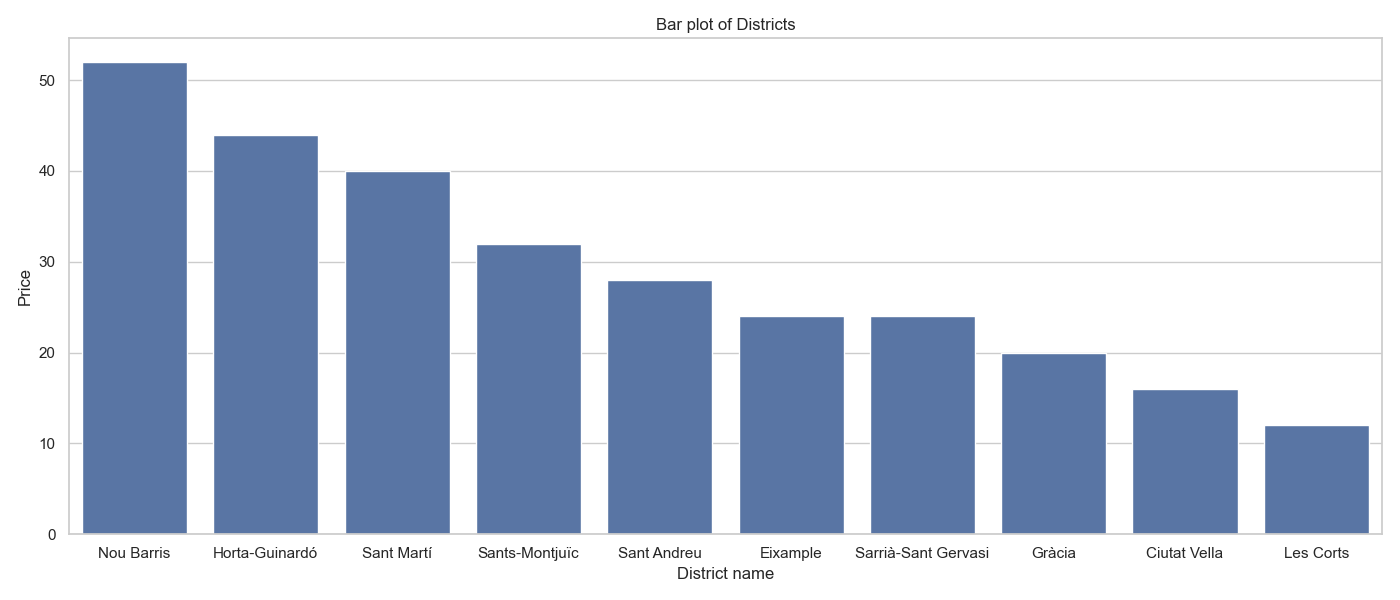 Bar plot of Districts
Price
50
40
30
20
10
0
Nou Barris Horta-Guinardó Sant Martí Sants-Montjuïc Sant Andreu Eixample Sarrià-Sant Gervasi Gràcia Ciutat Vella Les Corts
District name